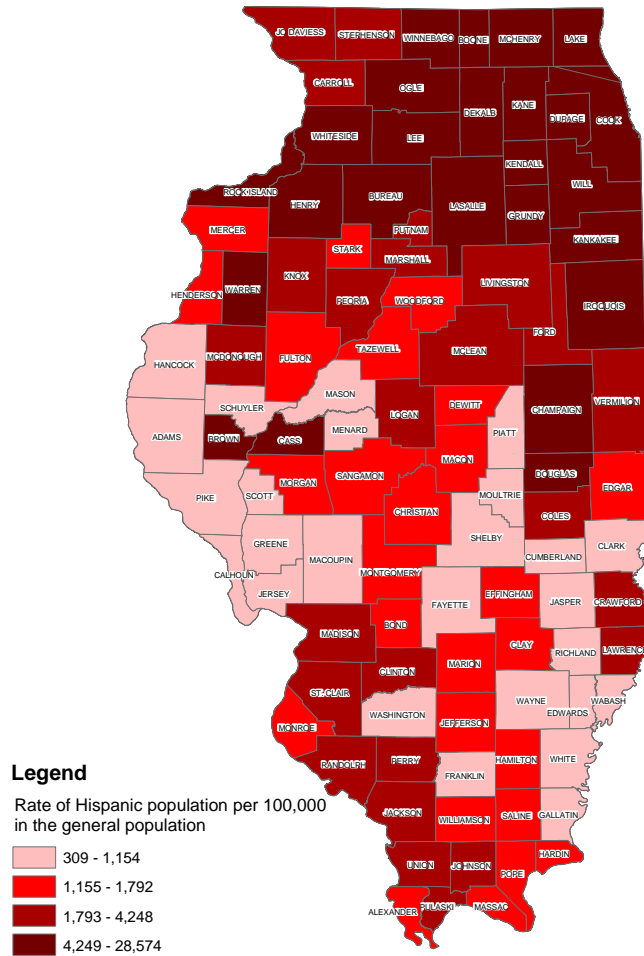 JO DAVIESS
STEPHENSON
WINNEBAGO
BOONE
MCHENRY
LAKE
CARROLL
OGLE
DEKALB
KANE
DUPAGE
COOK
WHITESIDE
LEE
KENDALL
WILL
ROCK ISLAND
HENRY
BUREAU
LASALLE
GRUNDY
MERCER
PUTNAM
KANKAKEE
STARK
MARSHALL
KNOX
LIVINGSTON
HENDERSON
WARREN
PEORIA
WOODFORD
IROQUOIS
FORD
TAZEWELL
MCLEAN
HANCOCK
MCDONOUGH
FULTON
MASON
SCHUYLER
LOGAN
DEWITT
CHAMPAIGN
VERMILION
ADAMS
BROWN
CASS
MENARD
PIATT
MACON
DOUGLAS
MORGAN
SANGAMON
EDGAR
PIKE
SCOTT
MOULTRIE
CHRISTIAN
COLES
SHELBY
GREENE
MACOUPIN
CUMBERLAND
CLARK
CALHOUN
MONTGOMERY
JERSEY
FAYETTE
EFFINGHAM
JASPER
CRAWFORD
MADISON
BOND
CLAY
RICHLAND
LAWRENC
CLINTON
MARION
ST. CLAIR
WAYNE
WABASH
WASHINGTON
EDWARDS
JEFFERSON
MONROE
RANDOLPH
PERRY
HAMILTON
WHITE
FRANKLIN
JACKSON
WILLIAMSON
SALINE
GALLATIN
HARDIN
UNION
JOHNSON
POPE
ALEXANDER
PULASKI
MASSAC
Legend
Rate of Hispanic population per 100,000
in the general population
309 - 1,154
1,155 - 1,792
1,793 - 4,248
4,249 - 28,574